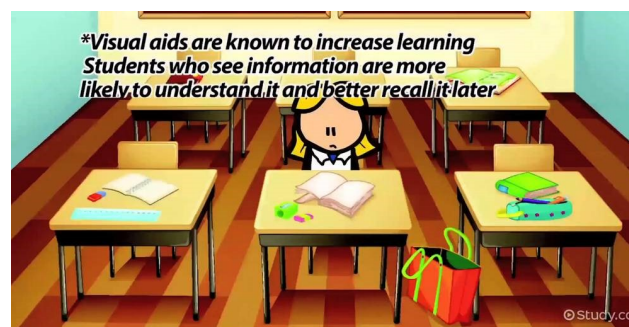 *Visual aids are known to increase learning
Students who see information are more
likely to understand it and better recall it later
Study.co